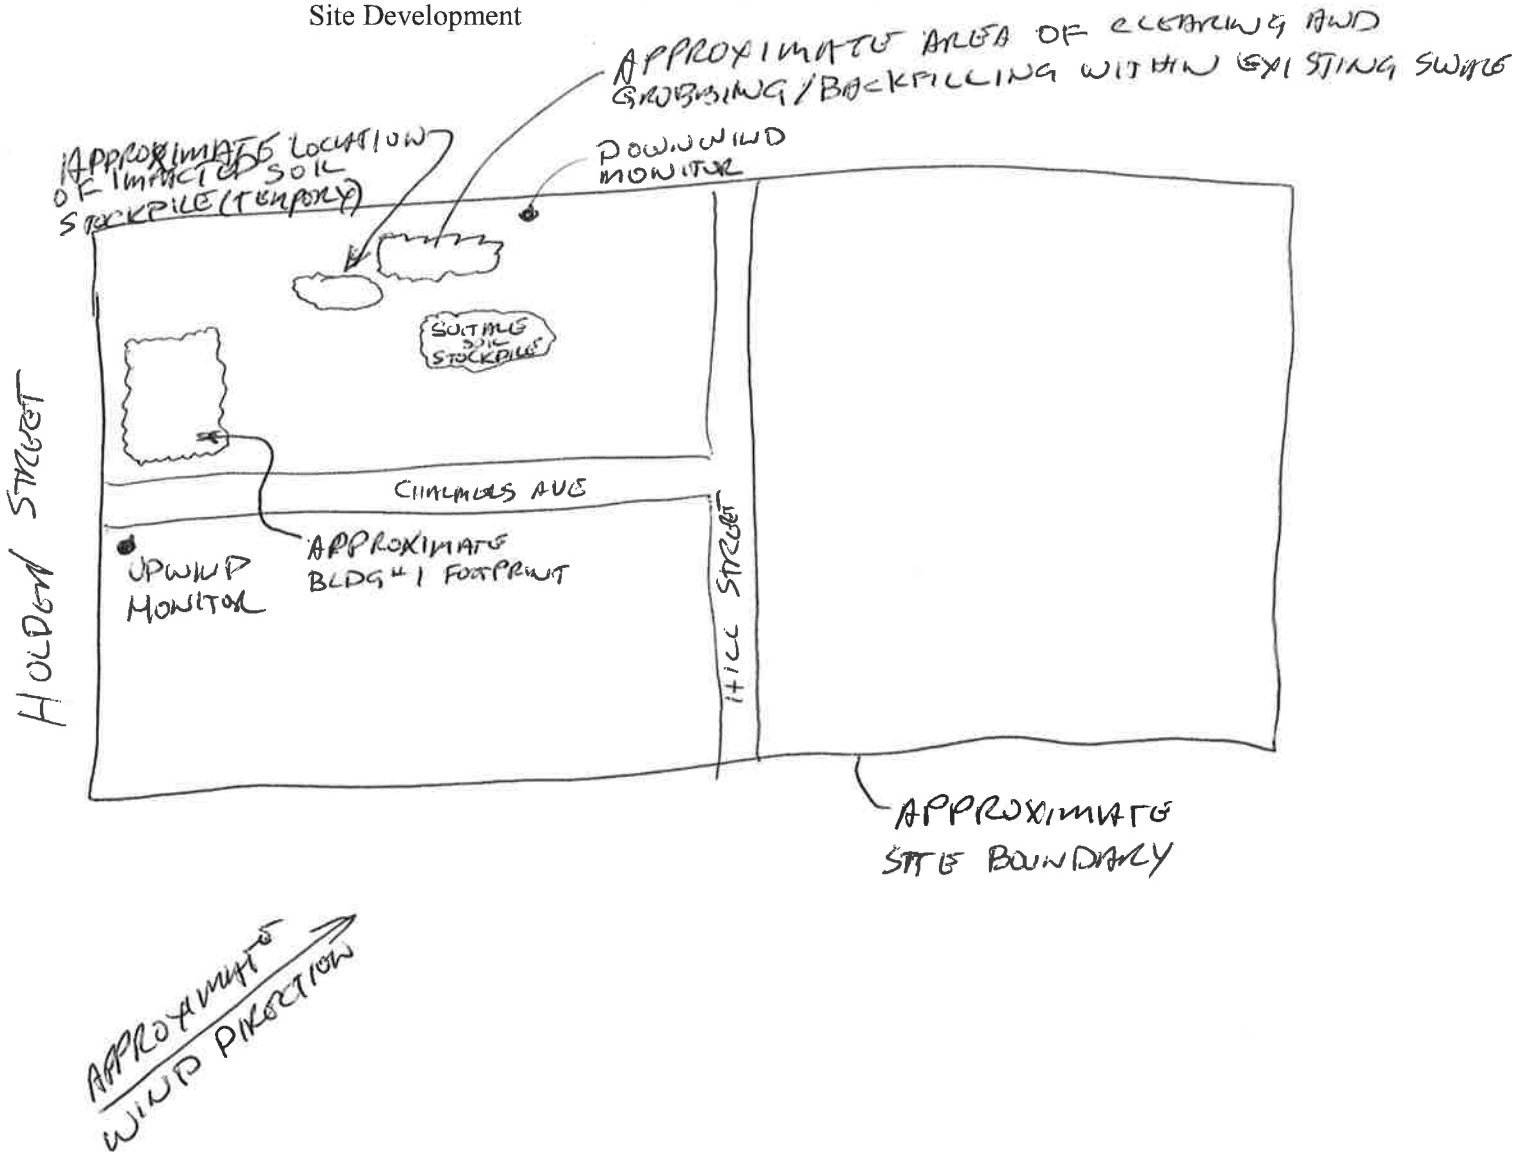 Site Development
APPROXIMATE AREA OF CLEARING AND
GRUBBING/BACKFILLING WITHIN EXISTING SWALE
APPROXIMATE LOCATION
OF IMPACTED SOIL
STOCKPILE (TEMPORY)
DOWNWIND
MONITOR
SUITABLE
SOIL
STOCKPILE
HOLDEN STREET
CHALMERS AVE
UPWIND
MONITOR
APPROXIMATE
BLDG #1 FOOTPRINT
HILL STREET
APPROXIMATE
SITE BOUNDARY
APPROXIMATE
WIND DIRECTION